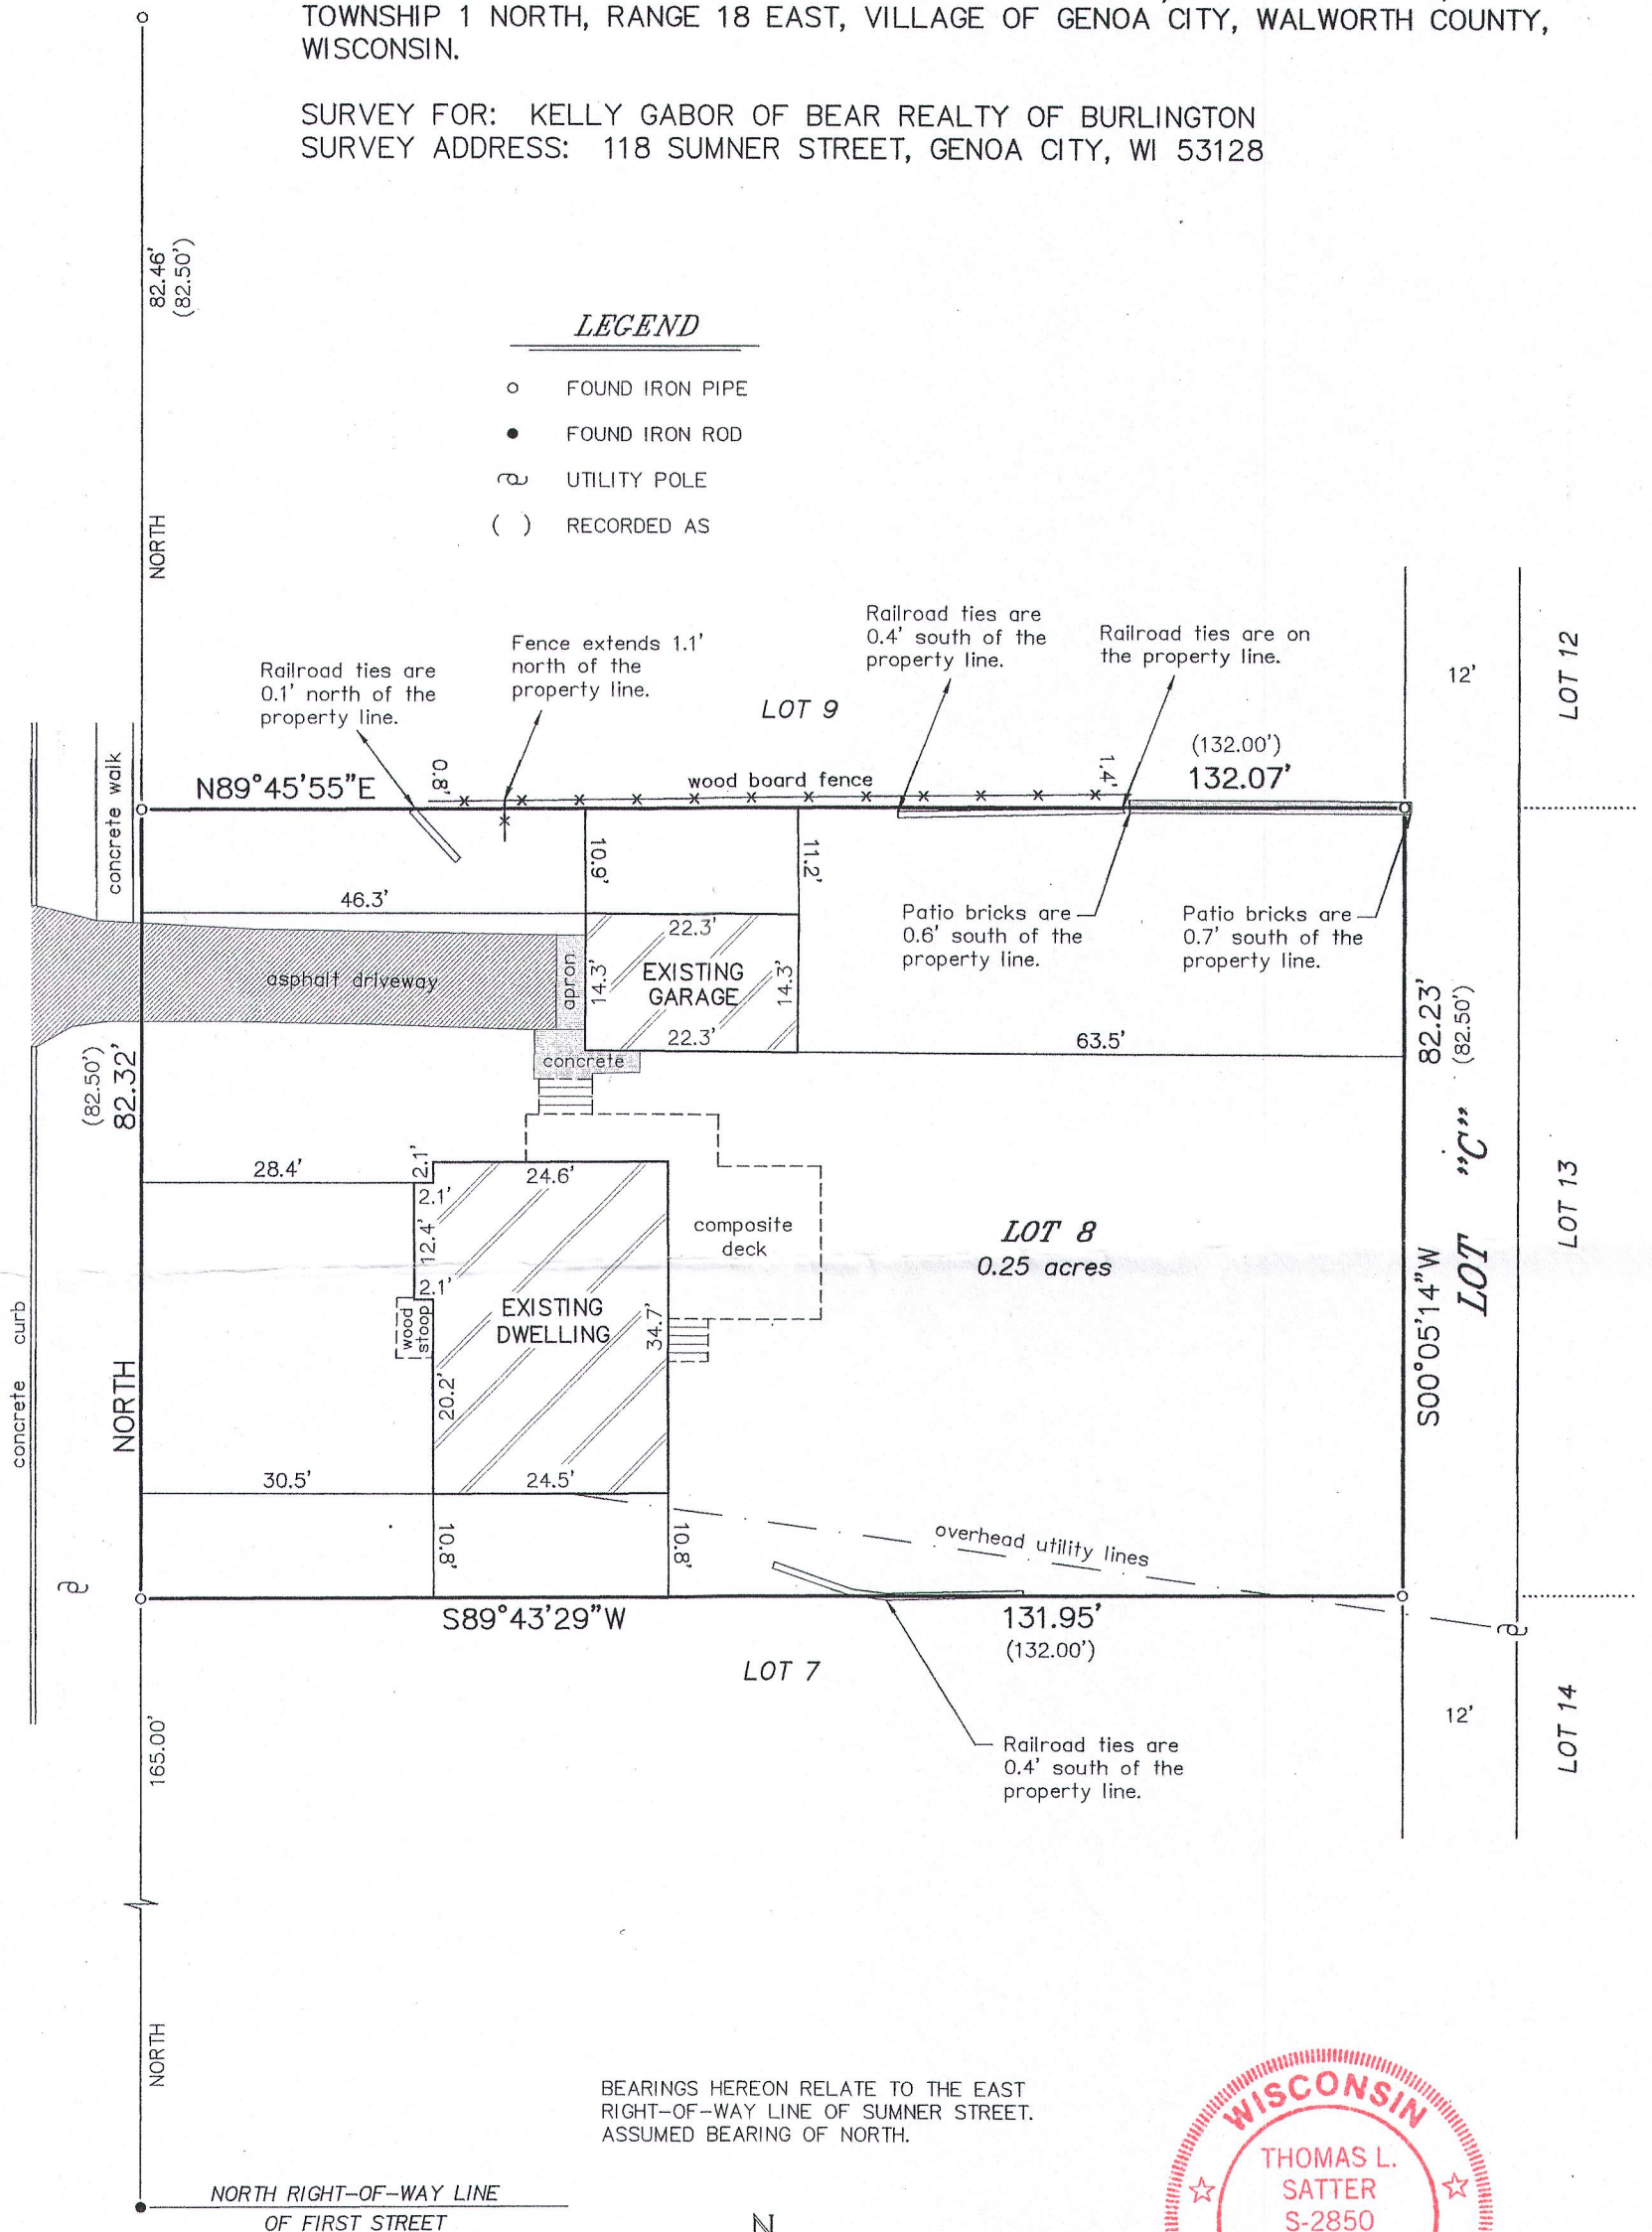 TOWNSHIP 1 NORTH, RANGE 18 EAST, VILLAGE OF GENOA CITY, WALWORTH COUNTY,
WISCONSIN.
SURVEY FOR: KELLY GABOR OF BEAR REALTY OF BURLINGTON
SURVEY ADDRESS: 118 SUMNER STREET, GENOA CITY, WI 53128
82.46'
(82.50')
NORTH
LEGEND
FOUND IRON PIPE
FOUND IRON ROD
UTILITY POLE
( ) RECORDED AS
Railroad ties are
0.1' north of the
property line.
Fence extends 1.1'
north of the
property line.
Railroad ties are
0.4' south of the
property line.
Railroad ties are on
the property line.
12'
LOT 12
LOT 9
concrete walk
N89°45'55"E
0.8'
wood board fence
1.4'
(132.00')
132.07'
10.9'
11.2'
46.3'
Patio bricks are
0.6' south of the
property line.
Patio bricks are
0.7' south of the
property line.
asphalt driveway
apron
22.3'
14.3'
EXISTING
GARAGE
14.3'
22.3'
63.5'
concrete
82.23'
(82.50')
(82.50')
82.32'
28.4'
2.1'
2.1'
24.6'
12.4'
2.1'
composite
deck
LOT 8
0.25 acres
LOT "C"
LOT 13
S00°05'14"W
wood
stoop
EXISTING
DWELLING
34.7'
20.2'
concrete curb
NORTH
30.5'
24.5'
10.8'
10.8'
overhead utility lines
S89°43'29"W
131.95'
(132.00')
LOT 7
12'
LOT 14
Railroad ties are
0.4' south of the
property line.
165.00'
NORTH
BEARINGS HEREON RELATE TO THE EAST
RIGHT-OF-WAY LINE OF SUMNER STREET.
ASSUMED BEARING OF NORTH.
NORTH RIGHT-OF-WAY LINE
OF FIRST STREET
N
WISCONSIN
THOMAS L.
SATTER
S-2850